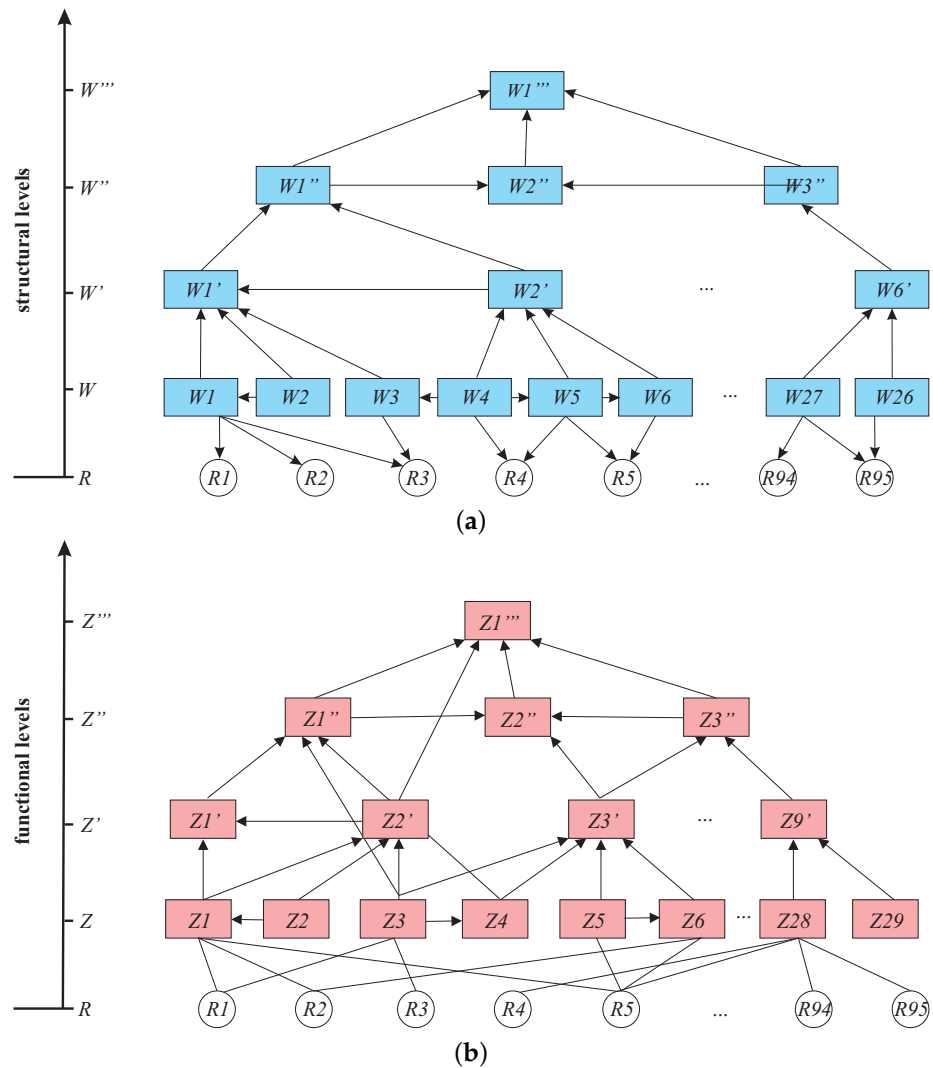 W1'''
W'''
W1'' W2'' W3''
W''
structural levels
W1' W2' ... W6'
W'
W1 W2 W3 W4 W5 W6 ... W27 W26
W
R1 R2 R3 R4 R5 ... R94 R95
R
(a)
Z1'''
Z'''
Z1'' Z2'' Z3''
Z''
functional levels
Z1' Z2' Z3' ... Z9'
Z'
Z1 Z2 Z3 Z4 Z5 Z6 ... Z28 Z29
Z
R1 R2 R3 R4 R5 ... R94 R95
R
(b)